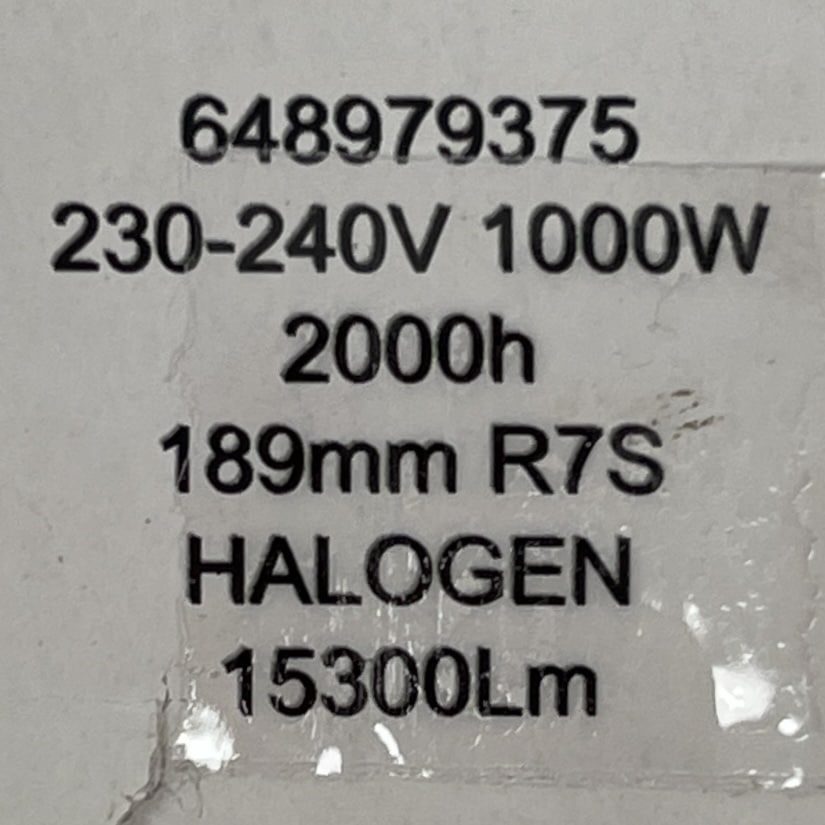 648979375
230-240V 1000W
2000h
189mm R7S
HALOGEN
15300Lm